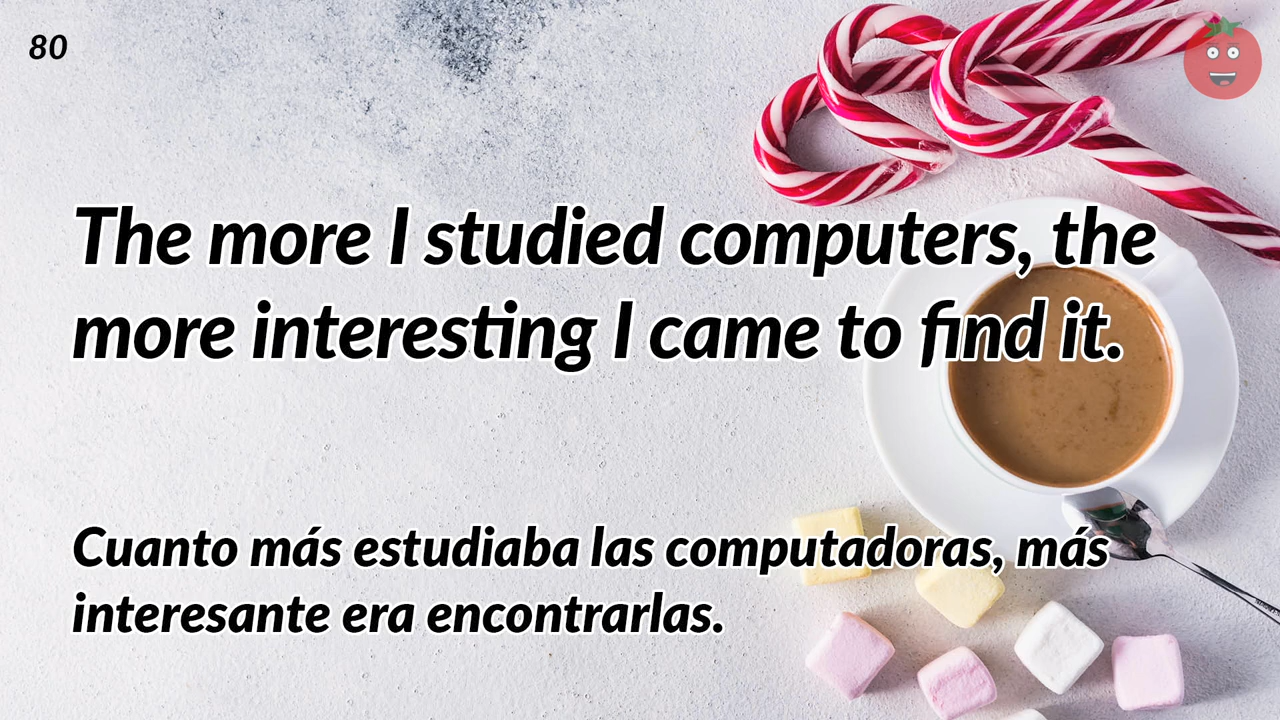 80
The more I studied computers, the
more interesting I came to find it.
Cuanto más estudiaba las computadoras, más
interesante era encontrarlas.